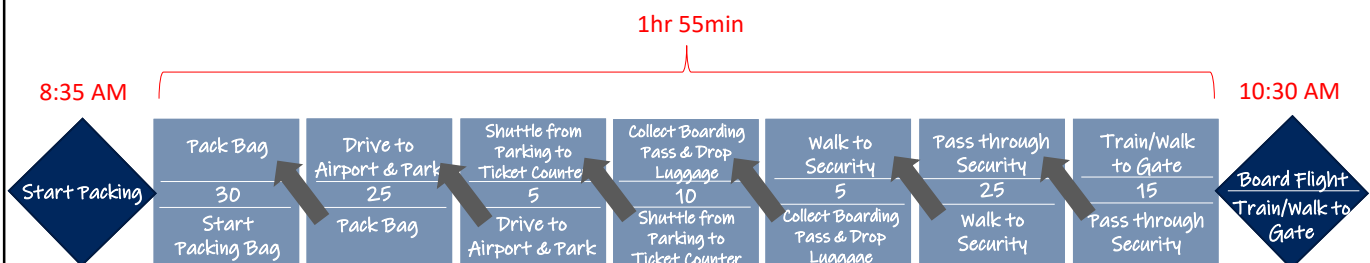 1hr 55min
8:35 AM
10:30 AM
Start Packing
Pack Bag
30
Start
Packing Bag
Drive to
Airport & Park
25
Pack Bag
Shuttle from
Parking to
Ticket Counte
5
Drive to
Airport & Park
Collect Boarding
Pass & Drop
Luggage
10
Shuttle from
Parking to
Ticket Counter
Walk to
Security
5
Collect Boarding
Pass & Drop
Luggage
Pass through
Security
25
Walk to
Security
Train/Walk
to Gate
15
Pass through
Security
Board Flight
Train/Walk to
Gate